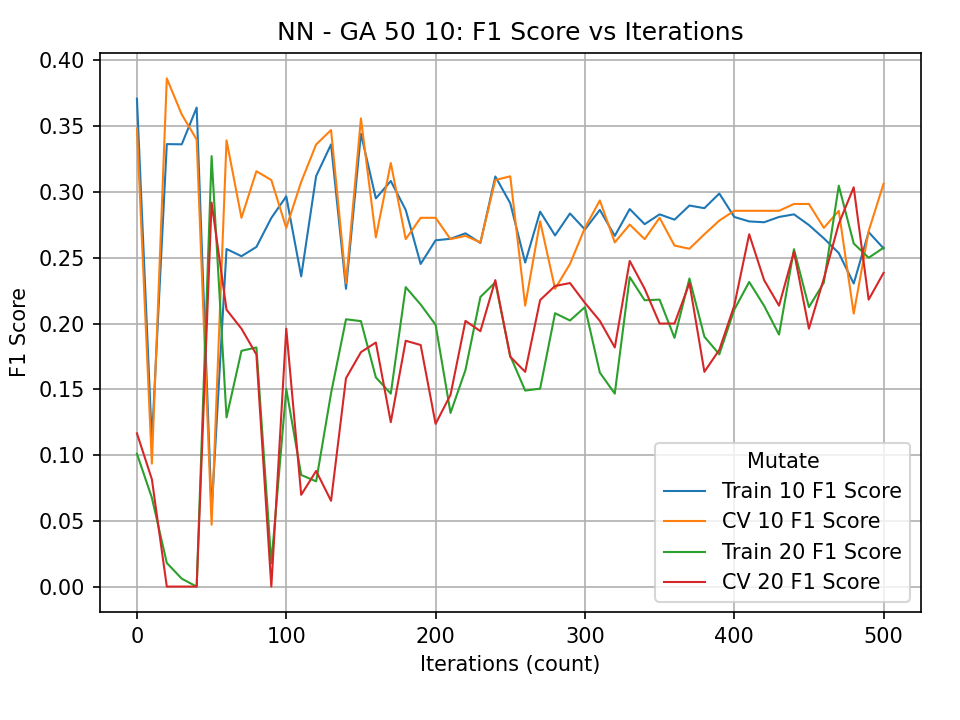 NN - GA 50 10: F1 Score vs Iterations
0.40
0.35
0.30
0.25
0.20
0.15
0.10
0.05
0.00
F1 Score
Mutate
Train 10 F1 Score
CV 10 F1 Score
Train 20 F1 Score
CV 20 F1 Score
0 100 200 300 400 500
Iterations (count)